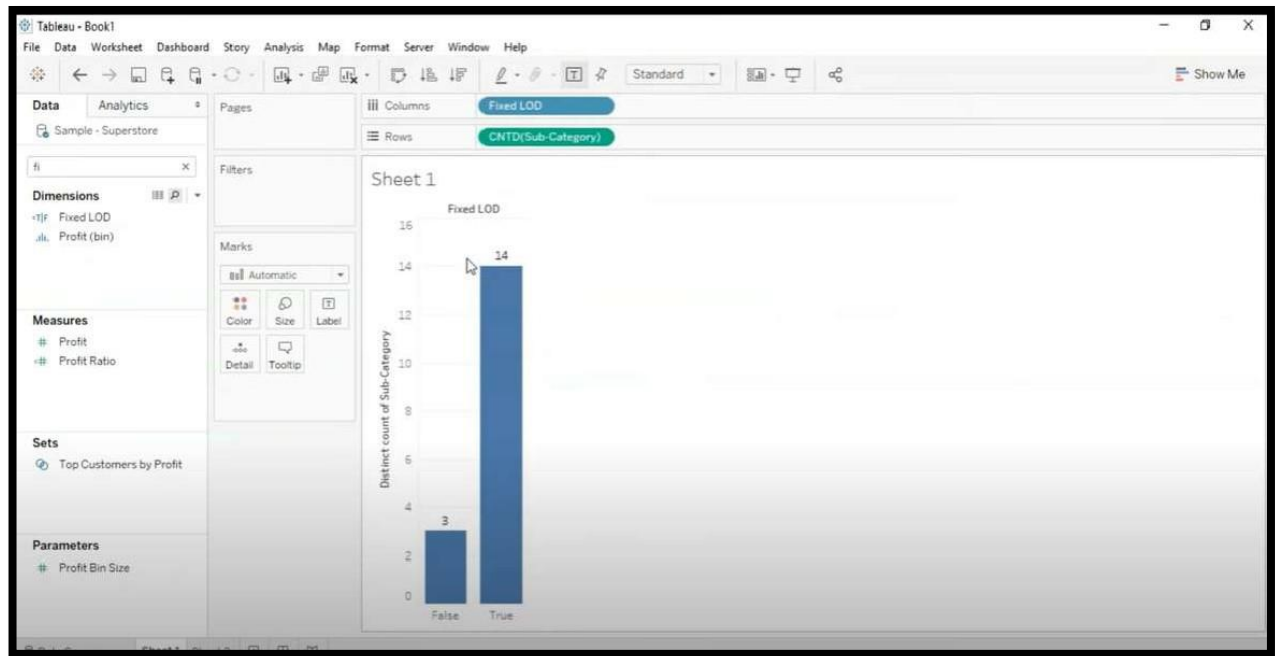 Tableau - Book1
File Data Worksheet Dashboard Story Analysis Map Format Server Window Help
Standard
Show Me
Data Analytics
Pages
Columns
Fixed LOD
Sample - Superstore
Rows
CNTD(Sub-Category)
fi
Filters
Sheet 1
Dimensions
Fixed LOD
Fixed LOD
Profit (bin)
Marks
Automatic
Color Size Label
Detail Tooltip
Measures
Profit
Profit Ratio
Sets
Top Customers by Profit
Parameters
Profit Bin Size
Distinct count of Sub-Category
16
14
12
10
8
6
4
2
0
3
14
False True